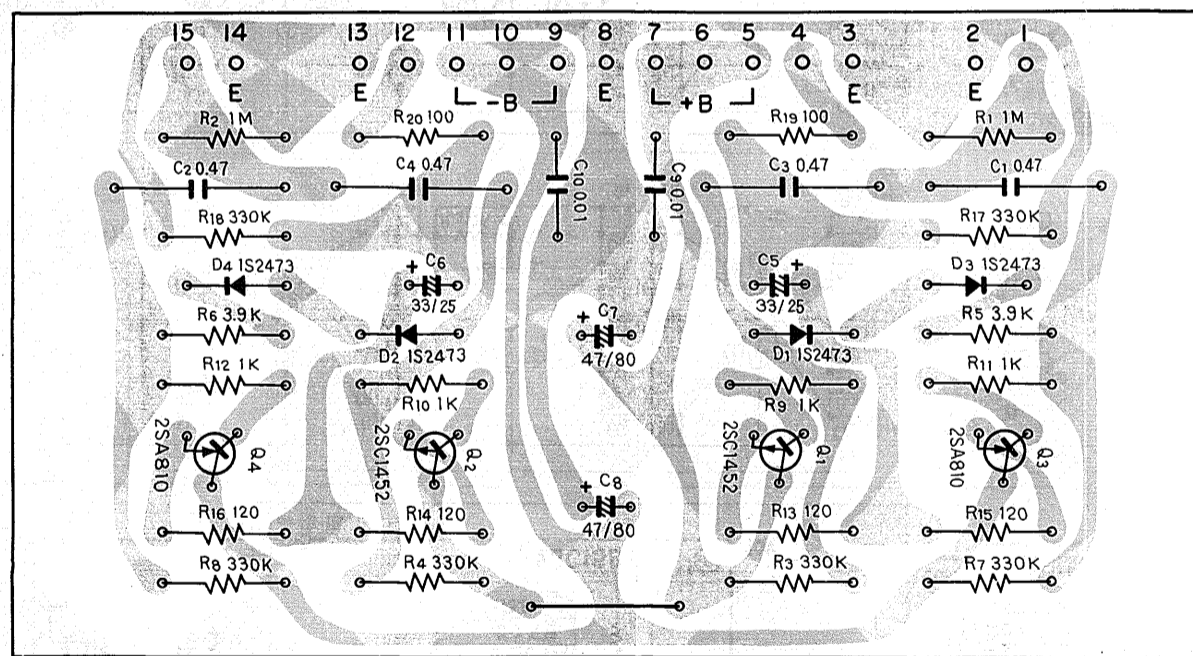 15 14 13 12 11 10 9 8 7 6 5 4 3 2 1
E E -B E +B E E
R2 1M R20 100 R19 100 R1 1M
C2 0.47 C4 0.47 C10 0.01 C9 0.01 C3 0.47 C1 0.47
R18 330K R17 330K
D4 1S2473 + C6 C5 + D3 1S2473
33/25 33/25
R6 3.9K + C7 R5 3.9K
D2 1S2473 47/80 D1 1S2473
R12 1K R11 1K
R10 1K R9 1K
2SA810 Q4 2SC1452 Q2 2SC1452 Q1 2SA810 Q3
+ C8
R16 120 R14 120 47/80 R13 120 R15 120
R8 330K R4 330K R3 330K R7 330K